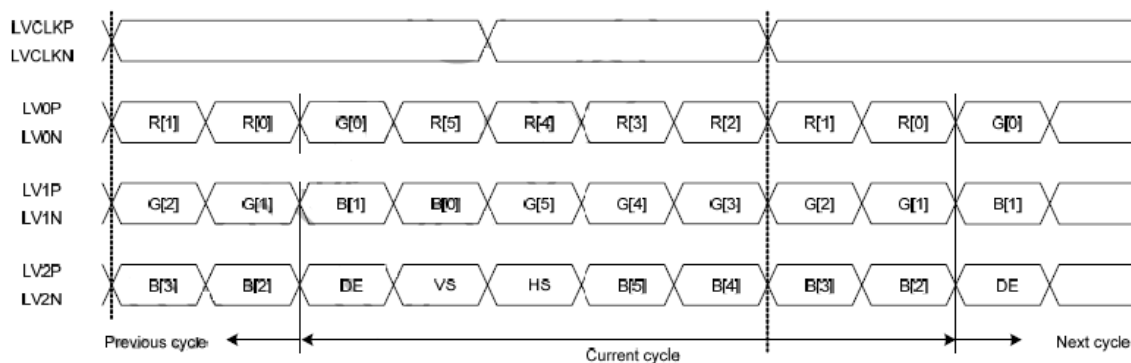 LVCLKP
LVCLKN
LV0P
LV0N
R[1] R[0] G[0] R[5] R[4] R[3] R[2] R[1] R[0] G[0]
LV1P
LV1N
G[2] G[1] B[1] B[0] G[5] G[4] G[3] G[2] G[1] B[1]
LV2P
LV2N
B[3] B[2] DE VS HS B[5] B[4] B[3] B[2] DE
Previous cycle Current cycle Next cycle